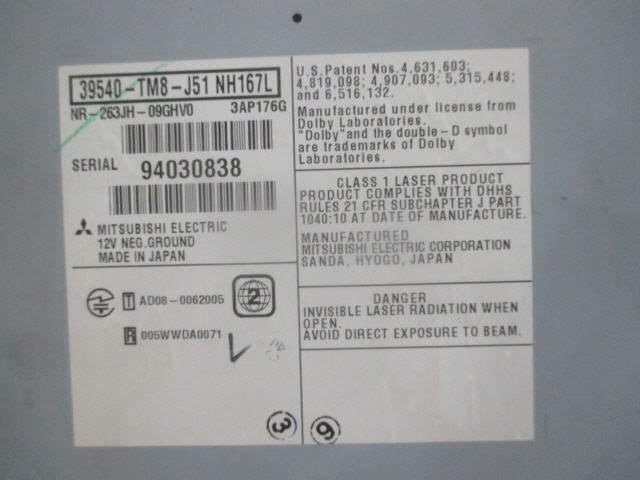 39540-TM8-J51 NH167L
NR-263JH-09GHV0 3AP176G
SERIAL 94030838
MITSUBISHI ELECTRIC
12V NEG.GROUND
MADE IN JAPAN
T AD08-0062005
2
R 005WWDA0071
3
U.S.Patent Nos.4,631,603;
4,819,098; 4,907,093; 5,315,448;
and 6,516,132.
Manufactured under license from
Dolby Laboratories.
"Dolby"and the double-D symbol
are trademarks of Dolby
Laboratories.
CLASS 1 LASER PRODUCT
PRODUCT COMPLIES WITH DHHS
RULES 21 CFR SUBCHAPTER J PART
1040:10 AT DATE OF MANUFACTURE.
MANUFACTURED
MITSUBISHI ELECTRIC CORPORATION
SANDA, HYOGO, JAPAN
DANGER
INVISIBLE LASER RADIATION WHEN
OPEN.
AVOID DIRECT EXPOSURE TO BEAM.